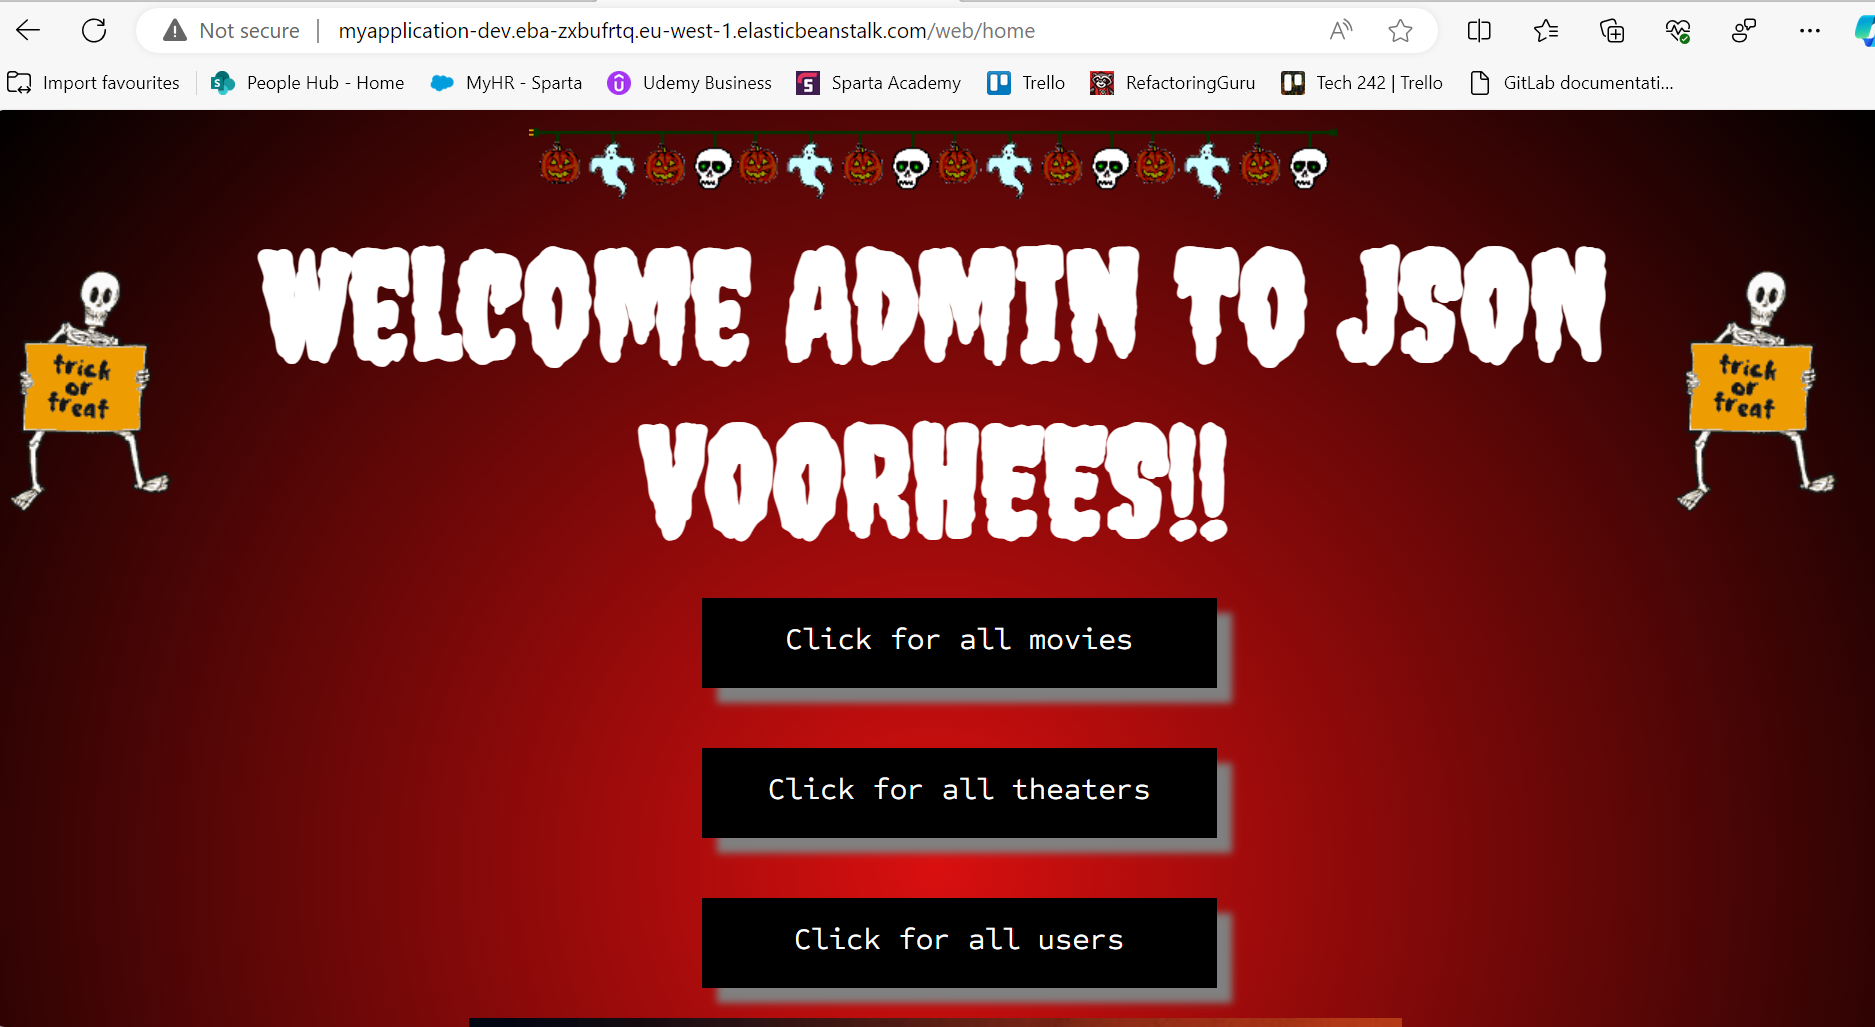 Not secure | myapplication-dev.eba-zxbufrtq.eu-west-1.elasticbeanstalk.com/web/home
Import favourites People Hub - Home MyHR - Sparta Udemy Business Sparta Academy Trello RefactoringGuru Tech 242 | Trello GitLab documentati...
WELCOME ADMIN TO JSON
VOORHEES!!
trick
or
treat
trick
or
treat
Click for all movies
Click for all theaters
Click for all users